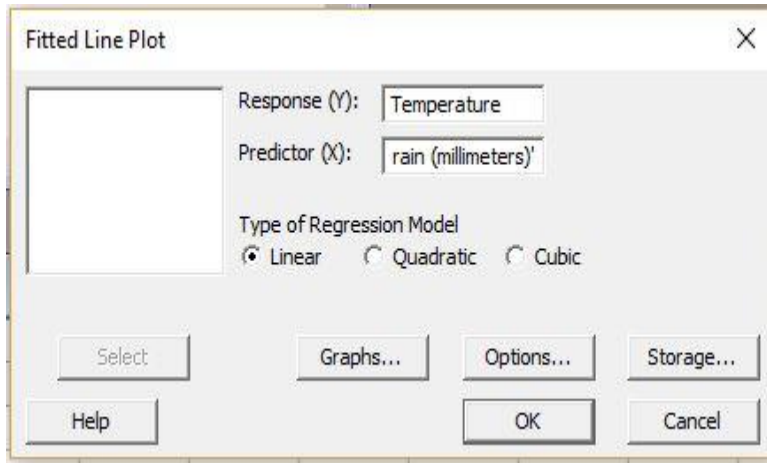 Fitted Line Plot
Response (Y): Temperature
Predictor (X): rain (millimeters)'
Type of Regression Model
Linear Quadratic Cubic
Select Graphs... Options... Storage...
Help OK Cancel